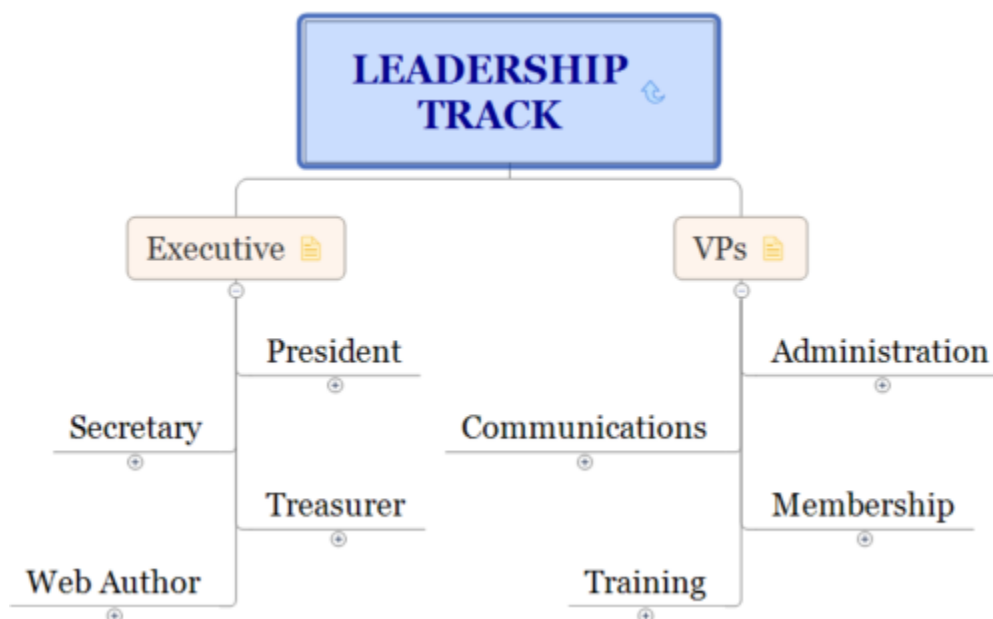 LEADERSHIP
TRACK
Executive
VPs
President
Administration
Secretary
Communications
Treasurer
Membership
Web Author
Training